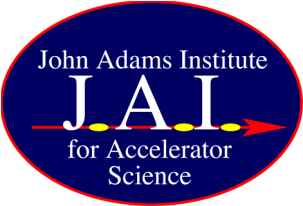 John Adams Institute
J.A.I.
for Accelerator
Science